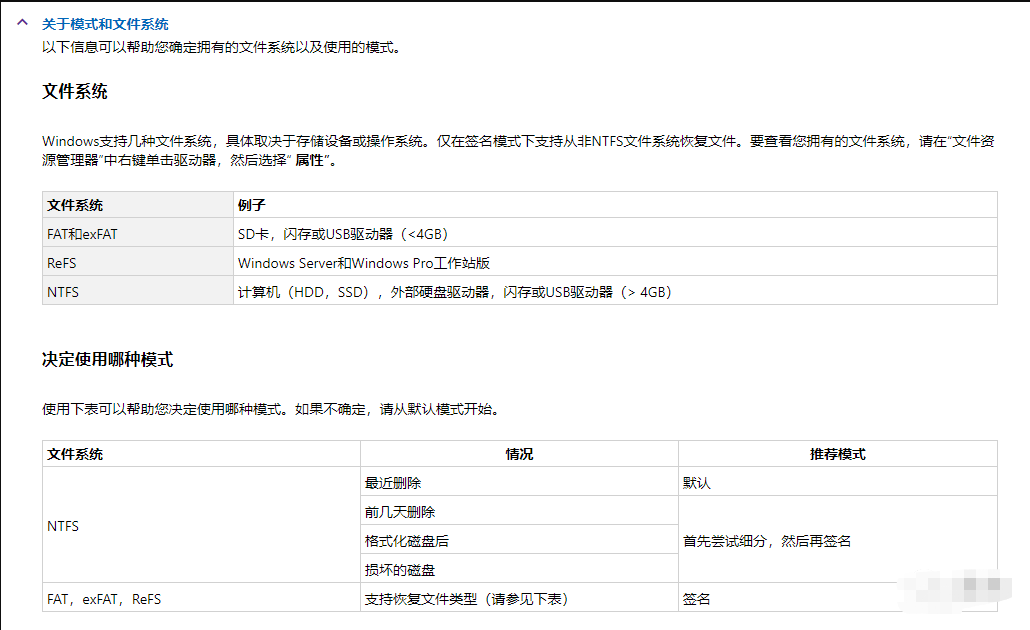 关于模式和文件系统
以下信息可以帮助您确定拥有的文件系统以及使用的模式。
文件系统
Windows支持几种文件系统，具体取决于存储设备或操作系统。仅在签名模式下支持从非NTFS文件系统恢复文件。要查看您拥有的文件系统，请在“文件资
源管理器”中右键单击驱动器，然后选择“ 属性”。
文件系统 例子
FAT和exFAT SD卡，闪存或USB驱动器（<4GB）
ReFS Windows Server和Windows Pro工作站版
NTFS 计算机（HDD，SSD），外部硬盘驱动器，闪存或USB驱动器（> 4GB）
决定使用哪种模式
使用下表可以帮助您决定使用哪种模式。如果不确定，请从默认模式开始。
文件系统 情况 推荐模式
最近删除 默认
前几天删除
NTFS
格式化磁盘后 首先尝试细分，然后再签名
损坏的磁盘
FAT，exFAT，ReFS 支持恢复文件类型（请参见下表） 签名